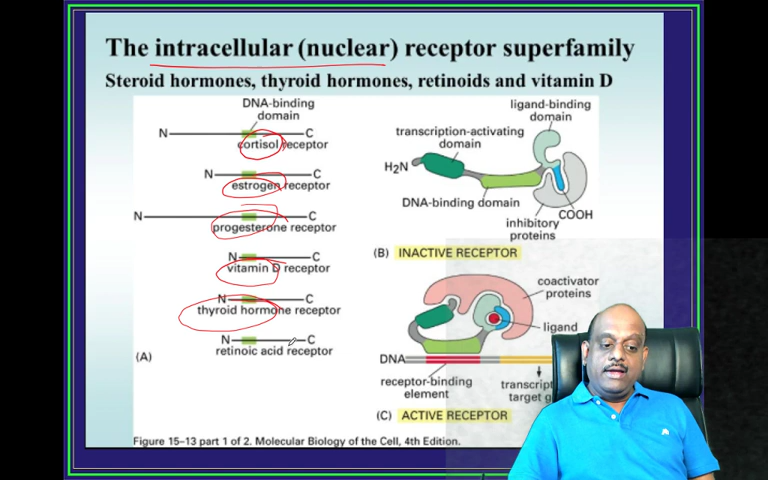 The intracellular (nuclear) receptor superfamily
Steroid hormones, thyroid hormones, retinoids and vitamin D
DNA-binding
domain
N C
cortisol receptor
N C
estrogen receptor
N C
progesterone receptor
N C
vitamin D receptor
N C
thyroid hormone receptor
N C
retinoic acid receptor
(A)
ligand-binding
domain
transcription-activating
domain
H2N
DNA-binding domain
COOH
inhibitory
proteins
(B) INACTIVE RECEPTOR
coactivator
proteins
ligand
DNA
receptor-binding
element
target
(C) ACTIVE RECEPTOR
Figure 15-13 part 1 of 2. Molecular Biology of the Cell, 4th Edition.